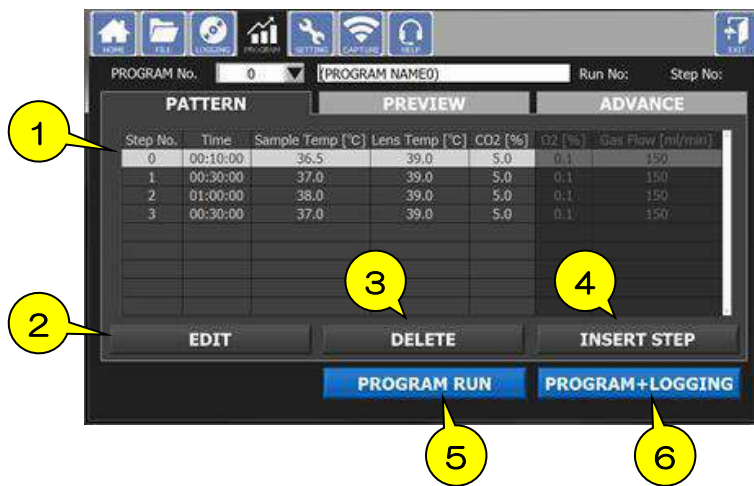 HOME FILE LOGGING PROGRAM SETTING CAPTURE HELP EXIT
PROGRAM No. 0 (PROGRAM NAME0) Run No: Step No:
PATTERN PREVIEW ADVANCE
1
Step No. Time Sample Temp [℃] Lens Temp [℃] CO2 [%] O2 [%] Gas Flow [ml/min]
0 00:10:00 36.5 39.0 5.0 0.1 150
1 00:30:00 37.0 39.0 5.0 0.1 150
2 01:00:00 38.0 39.0 5.0 0.1 150
3 00:30:00 37.0 39.0 5.0 0.1 150
3 4
2
EDIT DELETE INSERT STEP
PROGRAM RUN PROGRAM+LOGGING
5 6